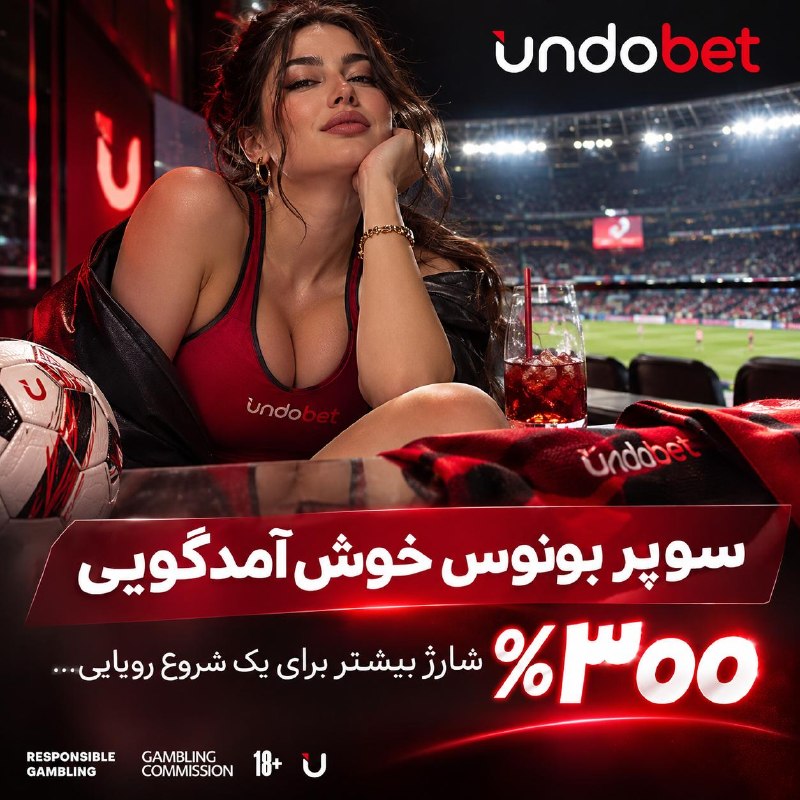 undobet
undobet
undobet
سوپر بونوس خوش‌آمدگویی
%۳۰۰ شارژ بیشتر برای یک شروع رویایی...
RESPONSIBLE
GAMBLING
GAMBLING
COMMISSION
18+